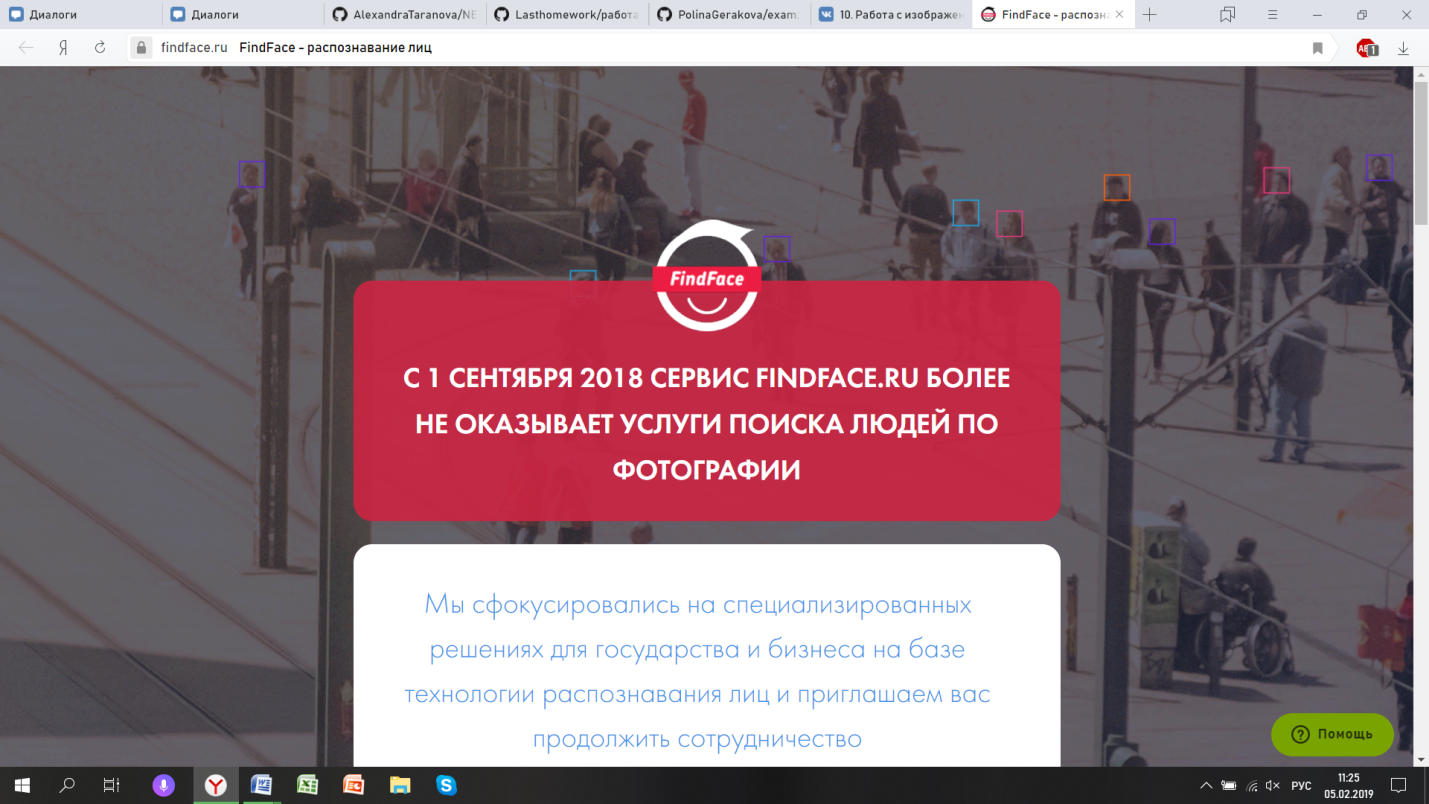 Диалоги
Диалоги
AlexandraTaranova/NE
Lasthomework/работа
PolinaGerakova/exam
10. Работа с изображен
FindFace - распозна
findface.ru FindFace - распознавание лиц
FindFace
С 1 СЕНТЯБРЯ 2018 СЕРВИС FINDFACE.RU БОЛЕЕ
НЕ ОКАЗЫВАЕТ УСЛУГИ ПОИСКА ЛЮДЕЙ ПО
ФОТОГРАФИИ
Мы сфокусировались на специализированных
решениях для государства и бизнеса на базе
технологии распознавания лиц и приглашаем вас
продолжить сотрудничество
Помощь
РУС
11:25
05.02.2019